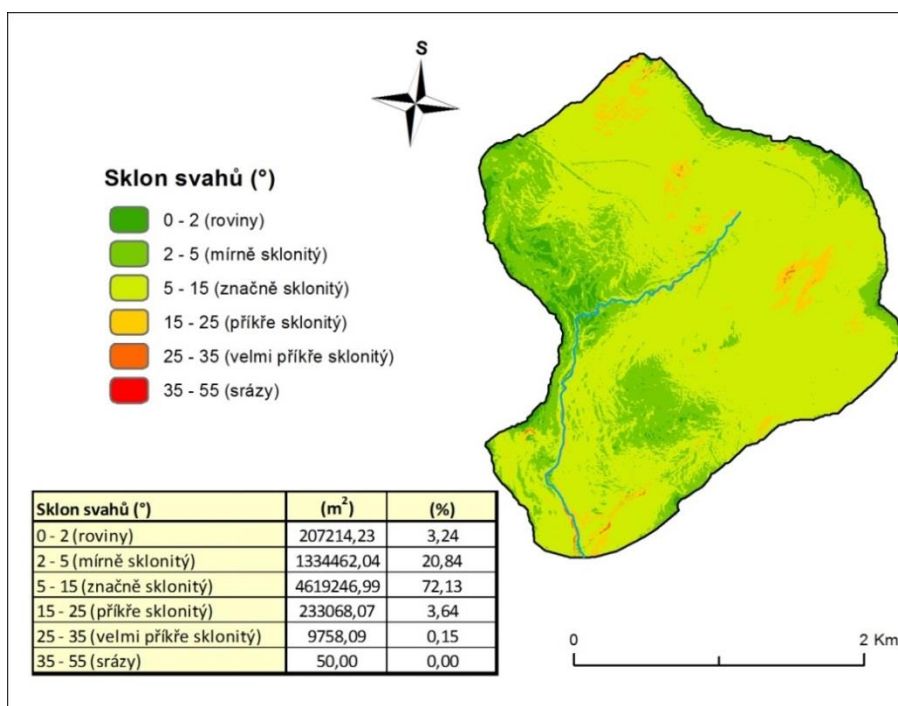 S
Sklon svahů (°)
0 - 2 (roviny)
2 - 5 (mírně sklonitý)
5 - 15 (značně sklonitý)
15 - 25 (příkře sklonitý)
25 - 35 (velmi příkře sklonitý)
35 - 55 (srázy)
Sklon svahů (°) (m²) (%)
0 - 2 (roviny) 207214,23 3,24
2 - 5 (mírně sklonitý) 1334462,04 20,84
5 - 15 (značně sklonitý) 4619246,99 72,13
15 - 25 (příkře sklonitý) 233068,07 3,64
25 - 35 (velmi příkře sklonitý) 9758,09 0,15
35 - 55 (srázy) 50,00 0,00
0 2 Km